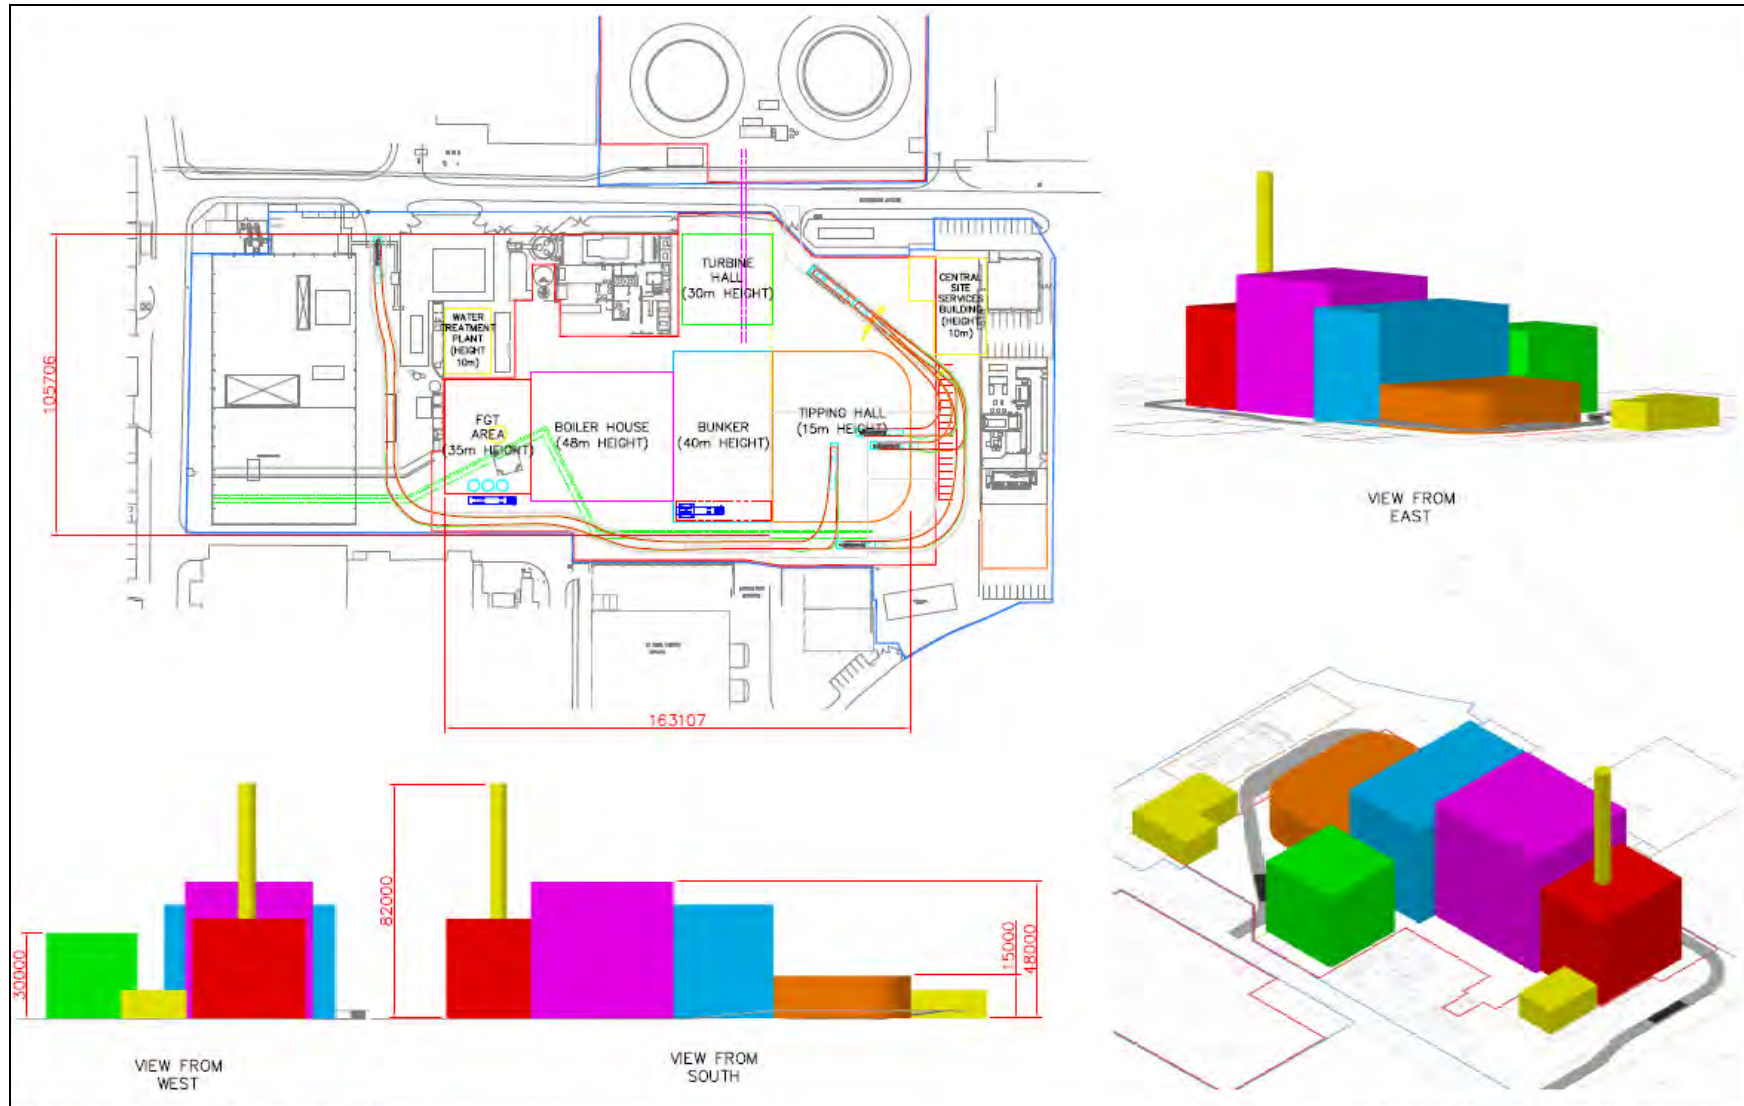 TURBINE
HALL
(30m HEIGHT)
CENTRAL
SITE
SERVICES
BUILDING
(HEIGHT
10m)
WATER
TREATMENT
PLANT
(HEIGHT
10m)
105706
FGT
AREA
(35m HEIGHT)
BOILER HOUSE
(48m HEIGHT)
BUNKER
(40m HEIGHT)
TIPPING HALL
(15m HEIGHT)
163107
VIEW FROM
EAST
30000
82000
15000
48000
VIEW FROM
WEST
VIEW FROM
SOUTH